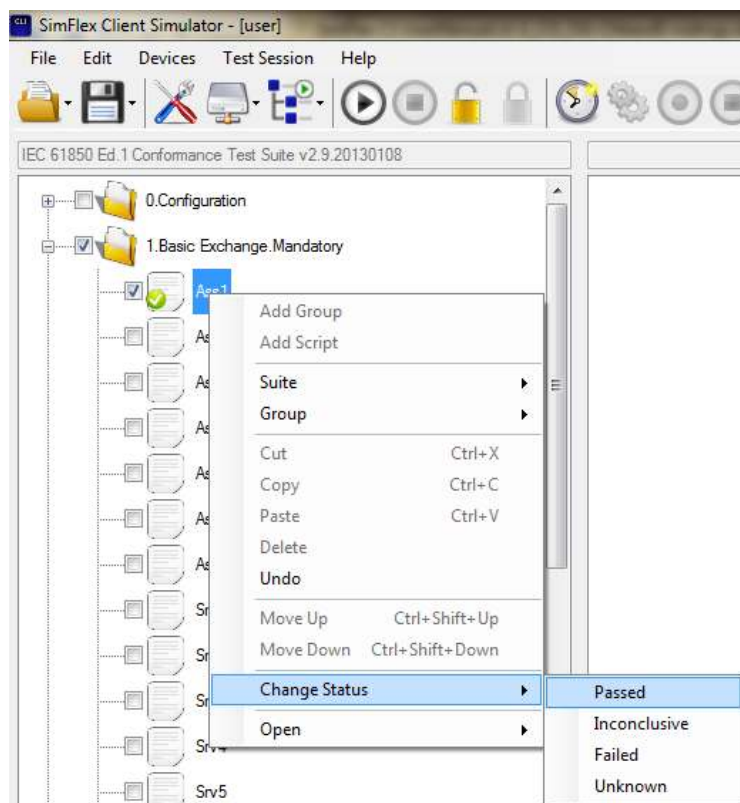 CLI SimFlex Client Simulator - [user]
File Edit Devices Test Session Help
IEC 61850 Ed.1 Conformance Test Suite v2.9.20130108
0.Configuration
1.Basic Exchange.Mandatory
Ass1
Add Group
Add Script
Suite
Group
Cut Ctrl+X
Copy Ctrl+C
Paste Ctrl+V
Delete
Undo
Move Up Ctrl+Shift+Up
Move Down Ctrl+Shift+Down
Change Status
Passed
Open
Inconclusive
Failed
Srv4
Srv5
Unknown